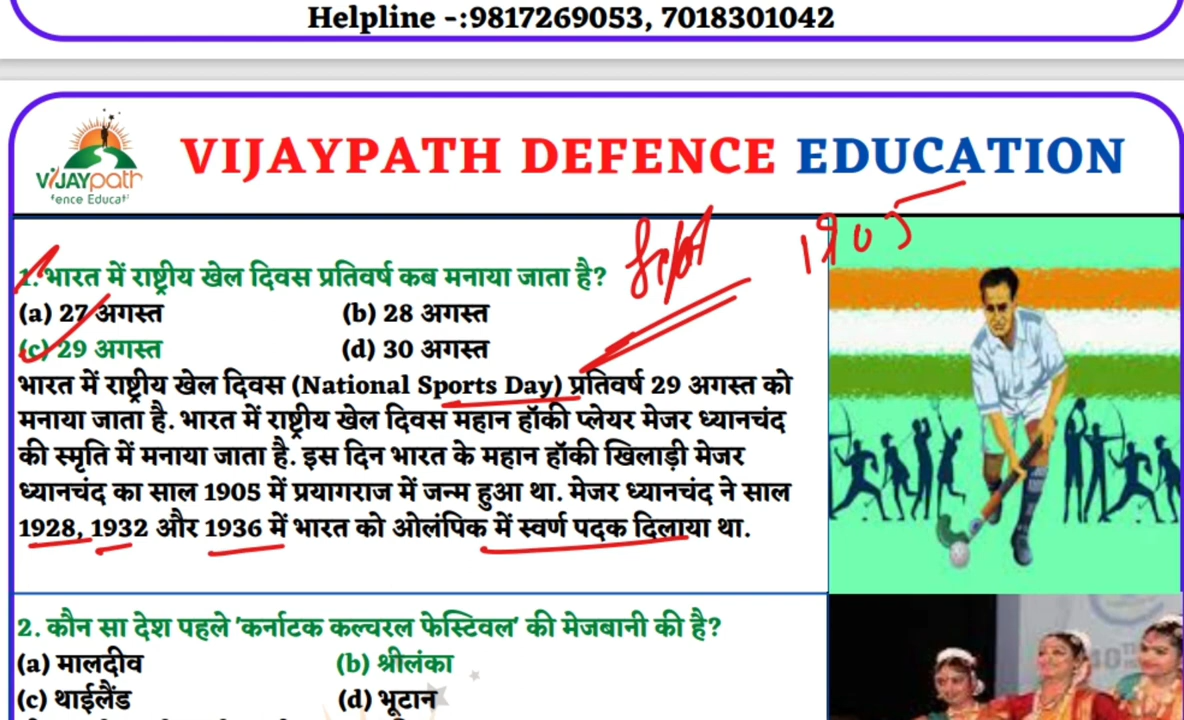 Helpline -:9817269053, 7018301042
VIJAYpath
VIJAYPATH DEFENCE EDUCATION
fence Educat
1905
1. भारत में राष्ट्रीय खेल दिवस प्रतिवर्ष कब मनाया जाता है?
(a) 27 अगस्त (b) 28 अगस्त
(c) 29 अगस्त (d) 30 अगस्त
भारत में राष्ट्रीय खेल दिवस (National Sports Day) प्रतिवर्ष 29 अगस्त को
मनाया जाता है. भारत में राष्ट्रीय खेल दिवस महान हॉकी प्लेयर मेजर ध्यानचंद
की स्मृति में मनाया जाता है. इस दिन भारत के महान हॉकी खिलाड़ी मेजर
ध्यानचंद का साल 1905 में प्रयागराज में जन्म हुआ था. मेजर ध्यानचंद ने साल
1928, 1932 और 1936 में भारत को ओलंपिक में स्वर्ण पदक दिलाया था.
2. कौन सा देश पहले 'कर्नाटक कल्चरल फेस्टिवल' की मेजबानी की है?
(a) मालदीव (b) श्रीलंका
(c) थाईलैंड (d) भूटान